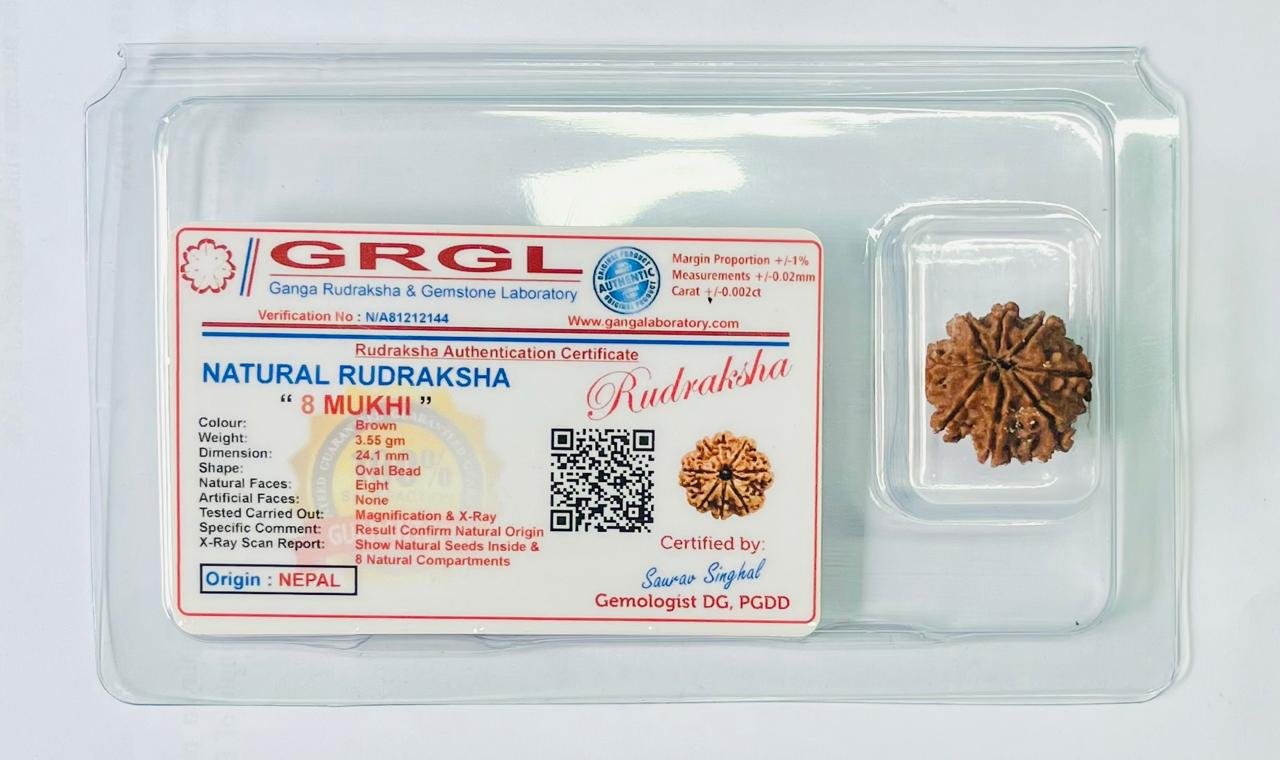 GRGL
Ganga Rudraksha & Gemstone Laboratory
ORIGINAL PRODUCT
AUTHENTIC
ORIGINAL PRODUCT
Margin Proportion +/-1%
Measurements +/-0.02mm
Carat +/-0.002ct
Verification No : N/A81212144
Www.gangalaboratory.com
Rudraksha Authentication Certificate
NATURAL RUDRAKSHA
“ 8 MUKHI ”
Rudraksha
Colour: Brown
Weight: 3.55 gm
Dimension: 24.1 mm
Shape: Oval Bead
Natural Faces: Eight
Artificial Faces: None
Tested Carried Out: Magnification & X-Ray
Specific Comment: Result Confirm Natural Origin
X-Ray Scan Report: Show Natural Seeds Inside &
8 Natural Compartments
Origin : NEPAL
Certified by:
Saurav Singhal
Gemologist DG, PGDD